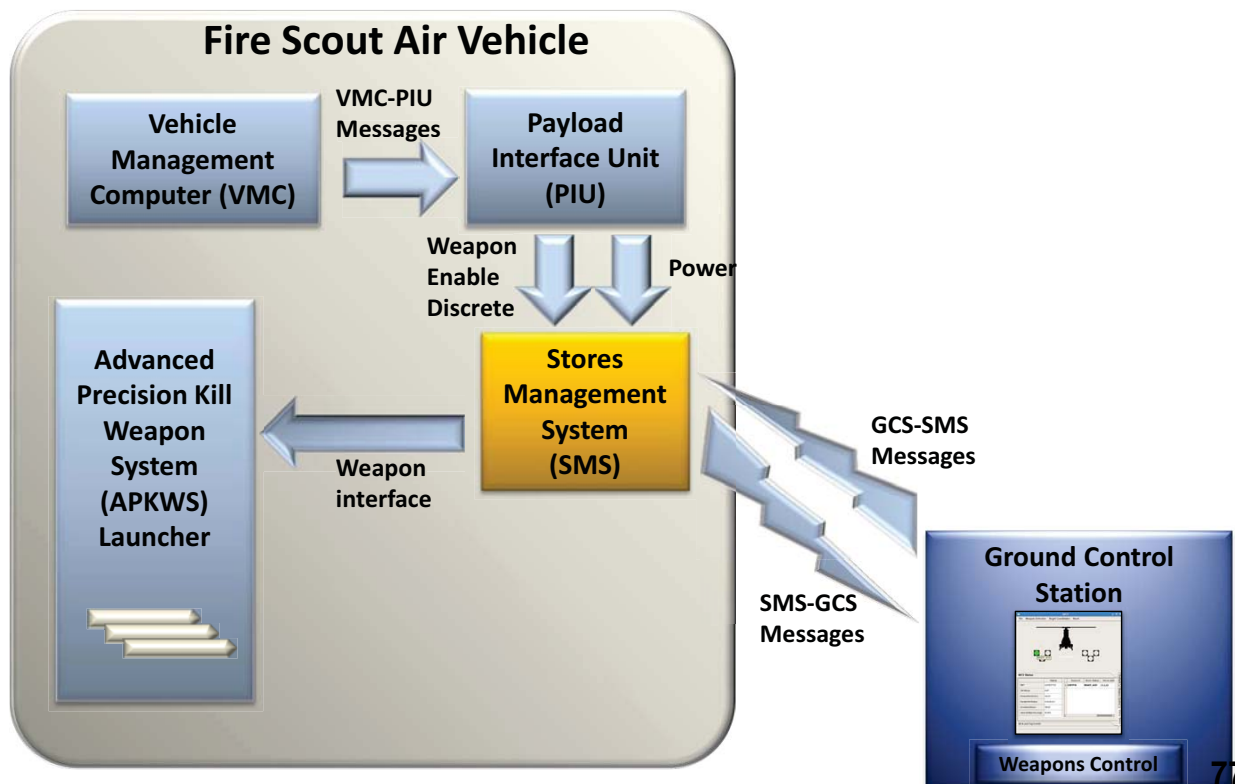 Fire Scout Air Vehicle
Vehicle
Management
Computer (VMC)
VMC-PIU
Messages
Payload
Interface Unit
(PIU)
Weapon
Enable
Discrete
Power
Advanced
Precision Kill
Weapon
System
(APKWS)
Launcher
Weapon
interface
Stores
Management
System
(SMS)
GCS-SMS
Messages
SMS-GCS
Messages
Ground Control
Station
Weapons Control
77